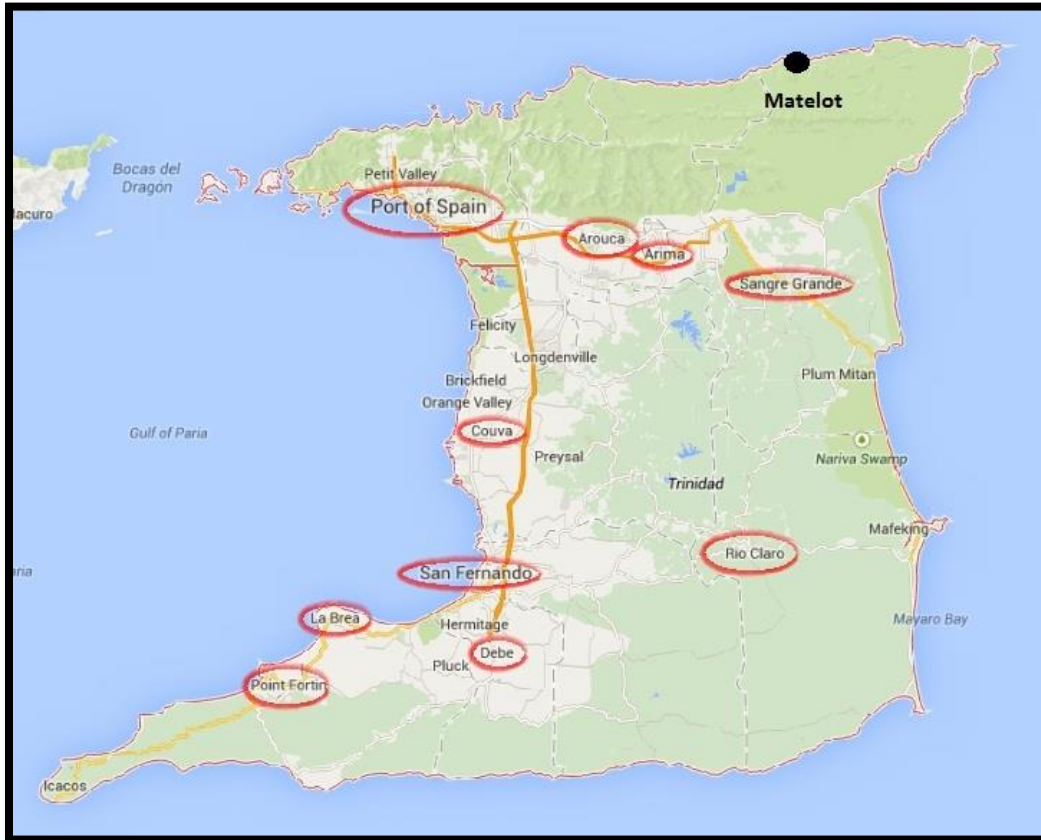 Matelot
Bocas del
Dragón
Petit Valley
Port of Spain
Arouca
Arima
Sangre Grande
Felicity
Longdenville
Brickfield
Orange Valley
Plum Mitan
Couva
Gulf of Paria
Preysal
Nariva Swamp
Trinidad
Mafeking
Rio Claro
San Fernando
La Brea
Hermitage
Mayaro Bay
Debe
Pluck
Point Fortin
Icacos